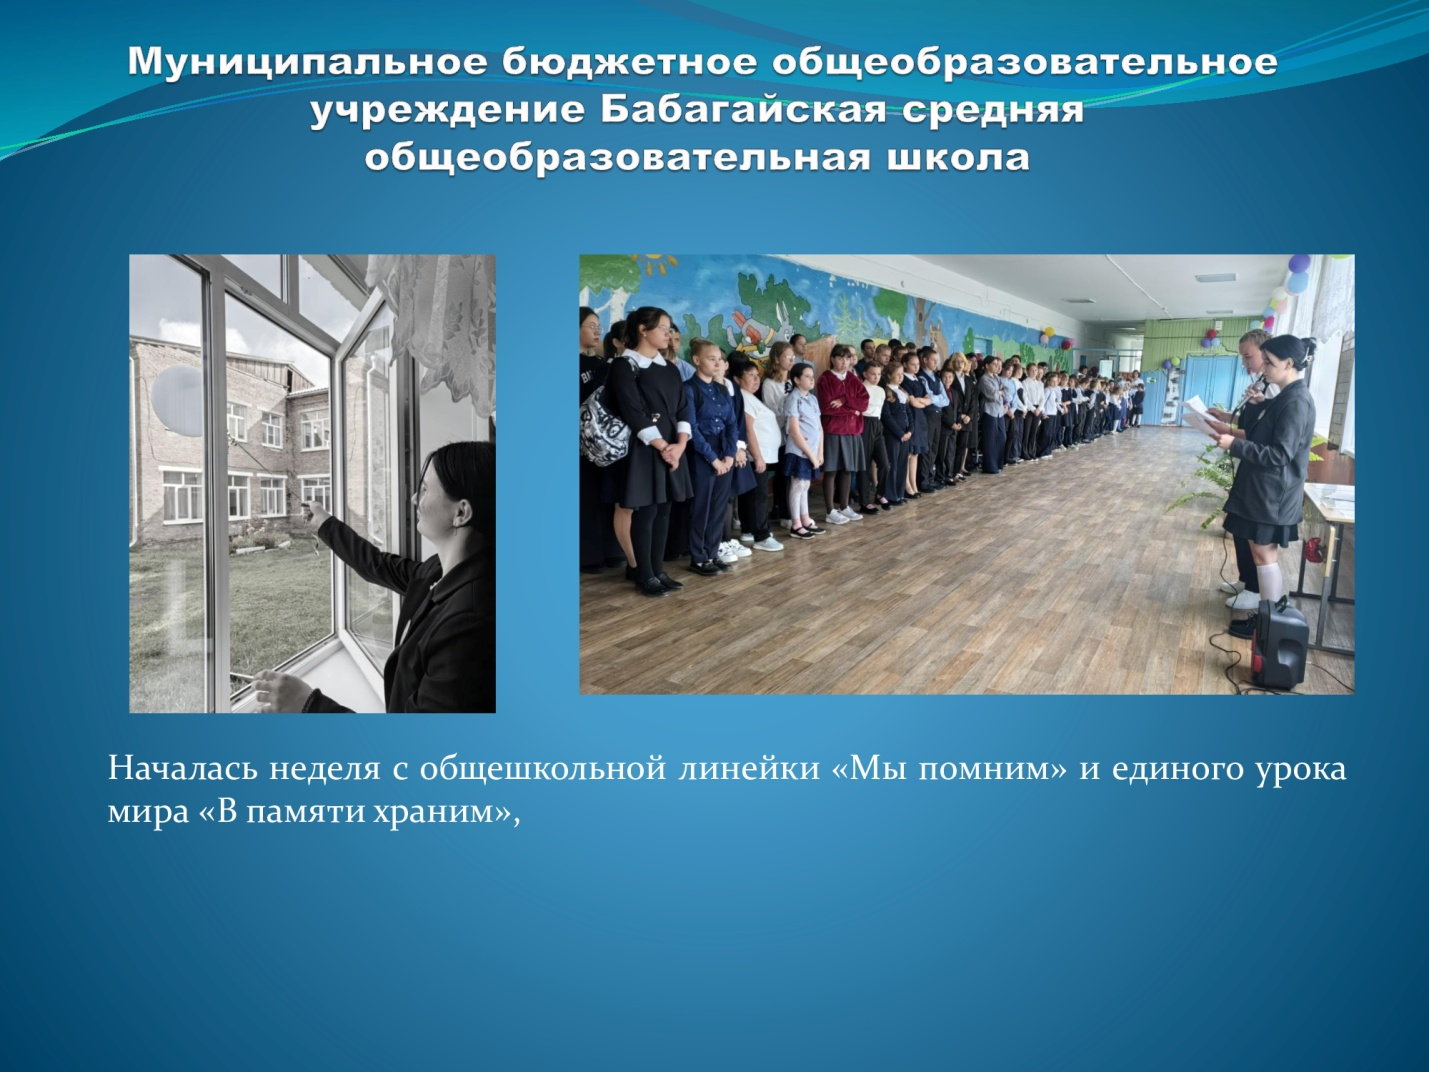 Муниципальное бюджетное общеобразовательное
учреждение Бабагайская средняя
общеобразовательная школа
Началась неделя с общешкольной линейки «Мы помним» и единого урока
мира «В памяти храним»,